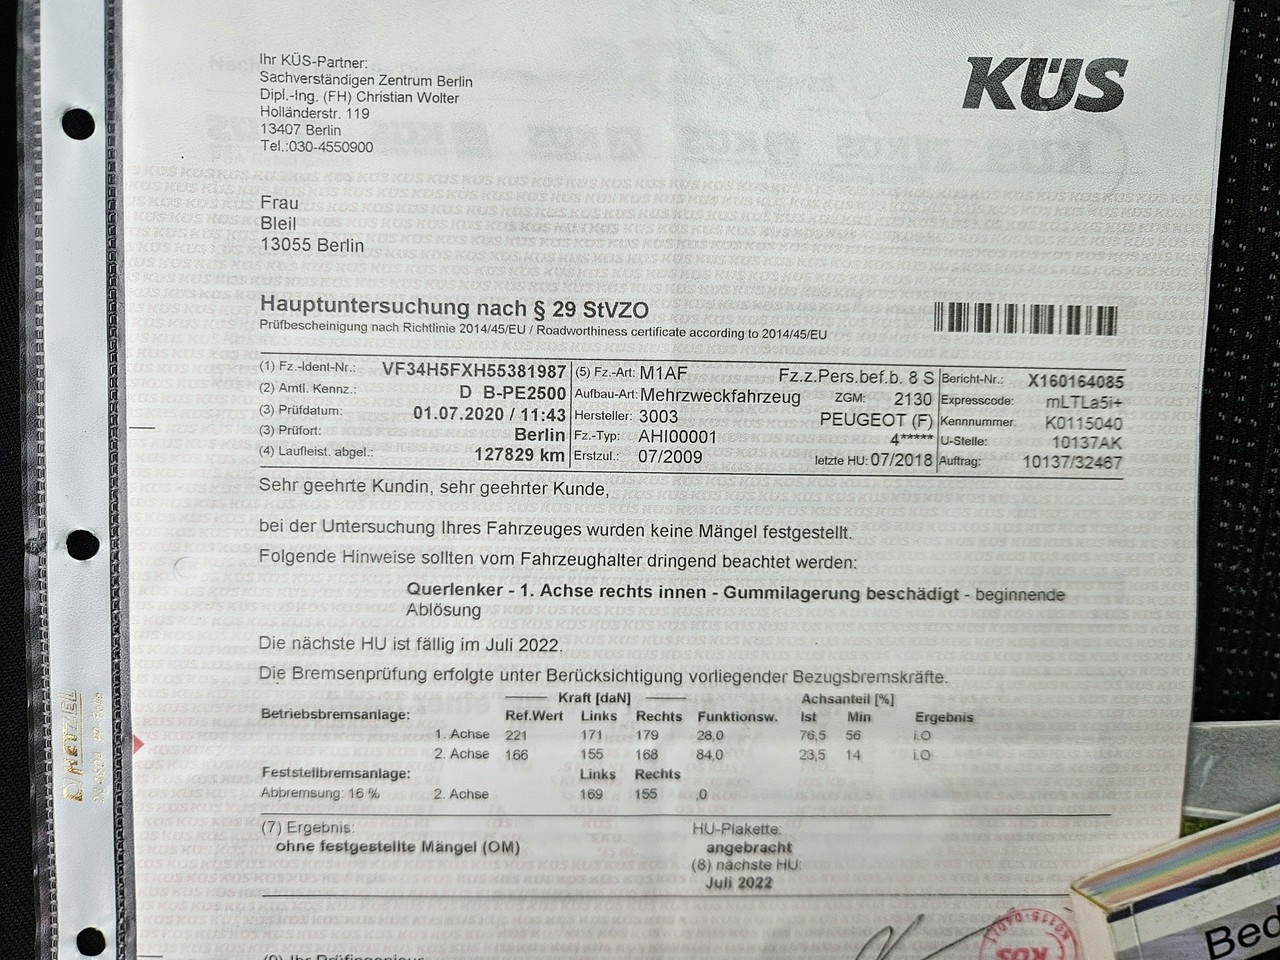 Ihr KÜS-Partner:
Sachverständigen Zentrum Berlin
Dipl.-Ing. (FH) Christian Wolter
Holländerstr. 119
13407 Berlin
Tel.:030-4550900
KÜS
Frau
Bleil
13055 Berlin
Hauptuntersuchung nach § 29 StVZO
Prüfbescheinigung nach Richtlinie 2014/45/EU / Roadworthiness certificate according to 2014/45/EU
(1) Fz.-Ident-Nr.: VF34H5FXH55381987 (5) Fz.-Art: M1AF Fz.z.Pers.bef.b. 8 S Bericht-Nr.: X160164085
(2) Amtl. Kennz.: D B-PE2500 Aufbau-Art: Mehrzweckfahrzeug ZGM: 2130 Expresscode: mLTLa5i+
(3) Prüfdatum: 01.07.2020 / 11:43 Hersteller: 3003 PEUGEOT (F) Kennnummer: K0115040
(3) Prüfort: Berlin Fz.-Typ: AHI00001 4***** U-Stelle: 10137AK
(4) Laufleist. abgel.: 127829 km Erstzul.: 07/2009 letzte HU: 07/2018 Auftrag: 10137/32467
Sehr geehrte Kundin, sehr geehrter Kunde,
bei der Untersuchung Ihres Fahrzeuges wurden keine Mängel festgestellt.
Folgende Hinweise sollten vom Fahrzeughalter dringend beachtet werden:
Querlenker - 1. Achse rechts innen - Gummilagerung beschädigt - beginnende
Ablösung
Die nächste HU ist fällig im Juli 2022.
Die Bremsenprüfung erfolgte unter Berücksichtigung vorliegender Bezugsbremskräfte.
Kraft [daN] Achsanteil [%]
Betriebsbremsanlage: Ref.Wert Links Rechts Funktionsw. Ist Min Ergebnis
1. Achse 221 171 179 28,0 76,5 56 i.O
2. Achse 166 155 168 84,0 23,5 14 i.O
Feststellbremsanlage: Links Rechts
Abbremsung: 16 % 2. Achse 169 155 ,0
(7) Ergebnis: HU-Plakette:
ohne festgestellte Mängel (OM) angebracht
(8) nächste HU:
Juli 2022
(9) Ihr Prüfingenieur
K0115-0401
KÜS
HETZEL
Bed